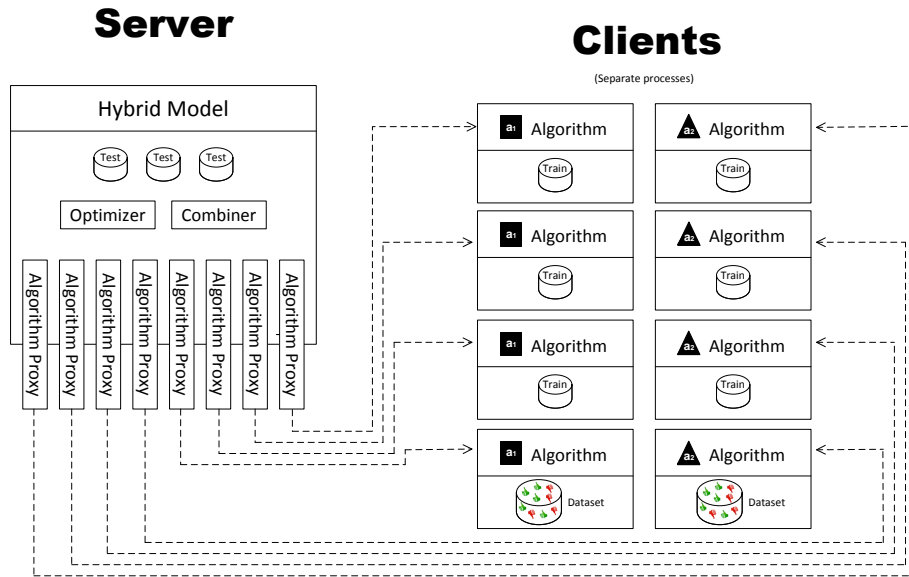 Server
Clients
(Separate processes)
Hybrid Model
Test Test Test
Optimizer Combiner
Algorithm Proxy
Algorithm Proxy
Algorithm Proxy
Algorithm Proxy
Algorithm Proxy
Algorithm Proxy
Algorithm Proxy
Algorithm Proxy
a1 Algorithm
Train
a2 Algorithm
Train
a1 Algorithm
Train
a2 Algorithm
Train
a1 Algorithm
Train
a2 Algorithm
Train
a1 Algorithm
Dataset
a2 Algorithm
Dataset